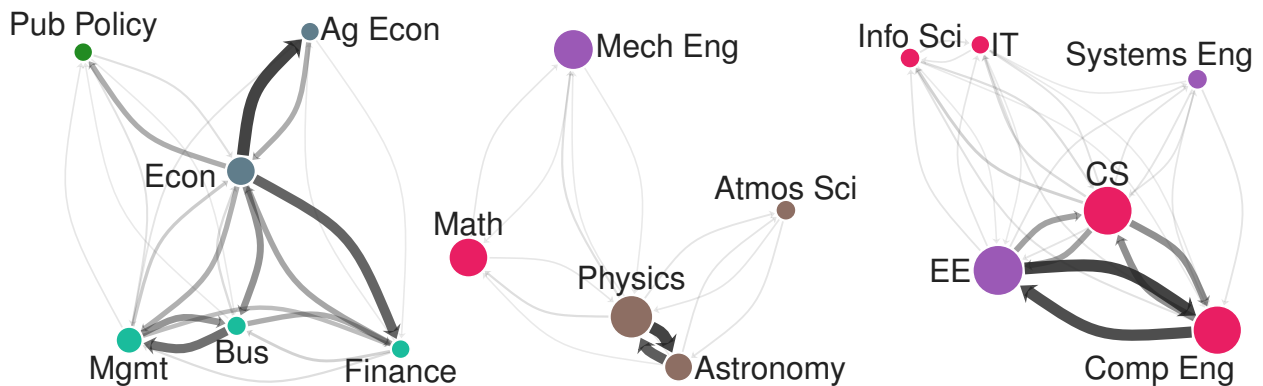 Pub Policy
Ag Econ
Econ
Mgmt
Bus
Finance
Mech Eng
Math
Atmos Sci
Physics
Astronomy
Info Sci
IT
Systems Eng
CS
EE
Comp Eng